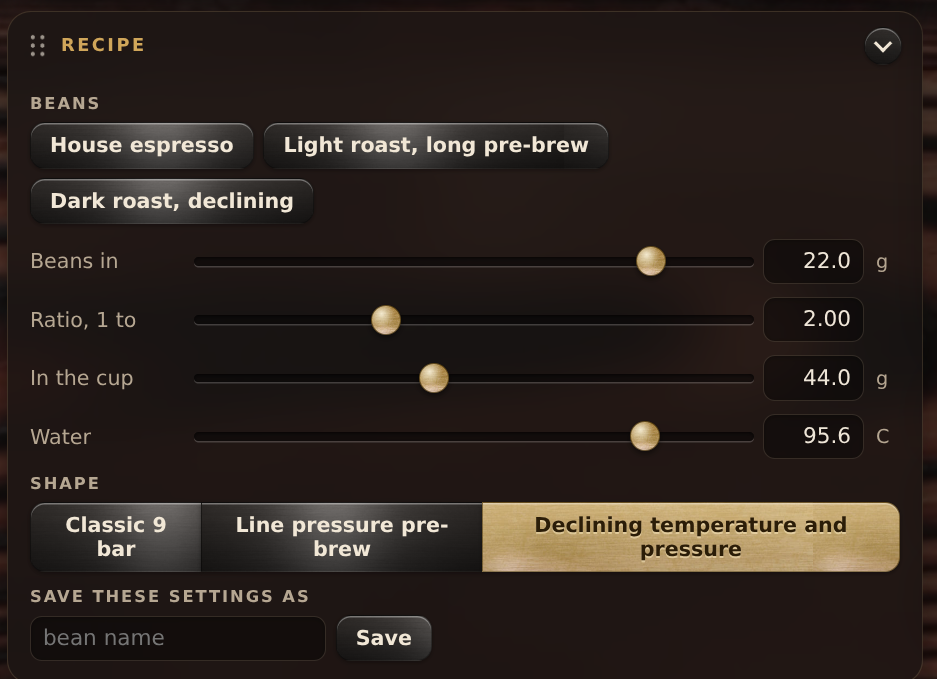 RECIPE
BEANS
House espresso
Light roast, long pre-brew
Dark roast, declining
Beans in 22.0 g
Ratio, 1 to 2.00
In the cup 44.0 g
Water 95.6 C
SHAPE
Classic 9
bar
Line pressure pre-
brew
Declining temperature and
pressure
SAVE THESE SETTINGS AS
bean name
Save